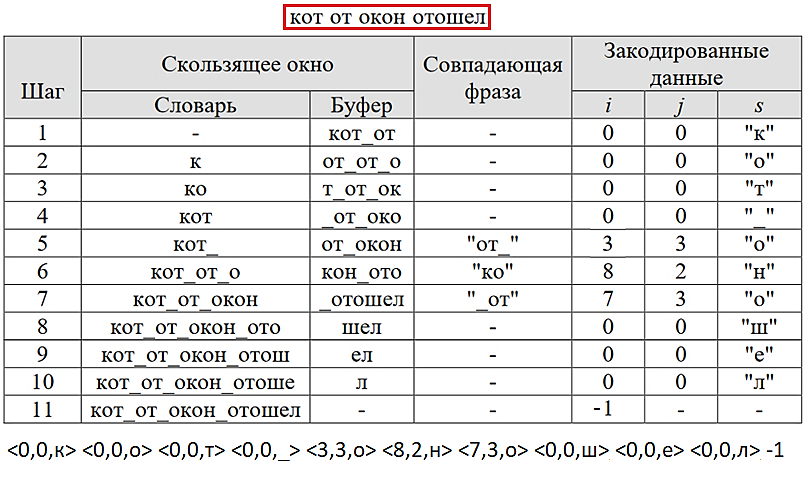 кот от окон отошел
Шаг Скользящее окно Совпадающая фраза Закодированные данные
Словарь Буфер i j s
1 - кот_от - 0 0 "к"
2 к от_от_о - 0 0 "о"
3 ко т_от_ок - 0 0 "т"
4 кот _от_око - 0 0 "_"
5 кот_ от_окон "от_" 3 3 "о"
6 кот_от_о кон_ото "ко" 8 2 "н"
7 кот_от_окон _отошел "_от" 7 3 "о"
8 кот_от_окон_ото шел - 0 0 "ш"
9 кот_от_окон_отош ел - 0 0 "е"
10 кот_от_окон_отоше л - 0 0 "л"
11 кот_от_окон_отошел - - -1 - -
<0,0,к> <0,0,о> <0,0,т> <0,0,_> <3,3,о> <8,2,н> <7,3,о> <0,0,ш> <0,0,е> <0,0,л> -1